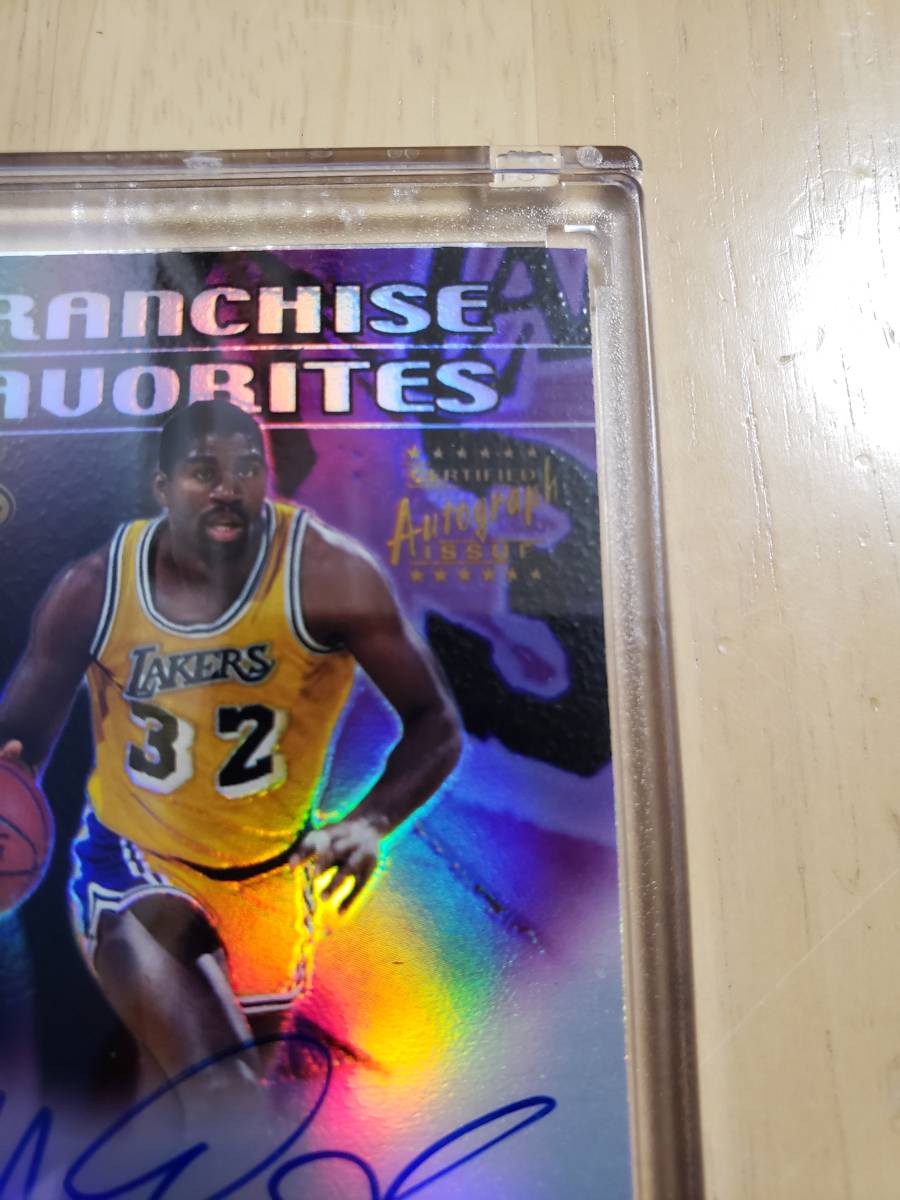 RANCHISE
AVORITES
CERTIFIED
Autograph
ISSUE
LAKERS
32